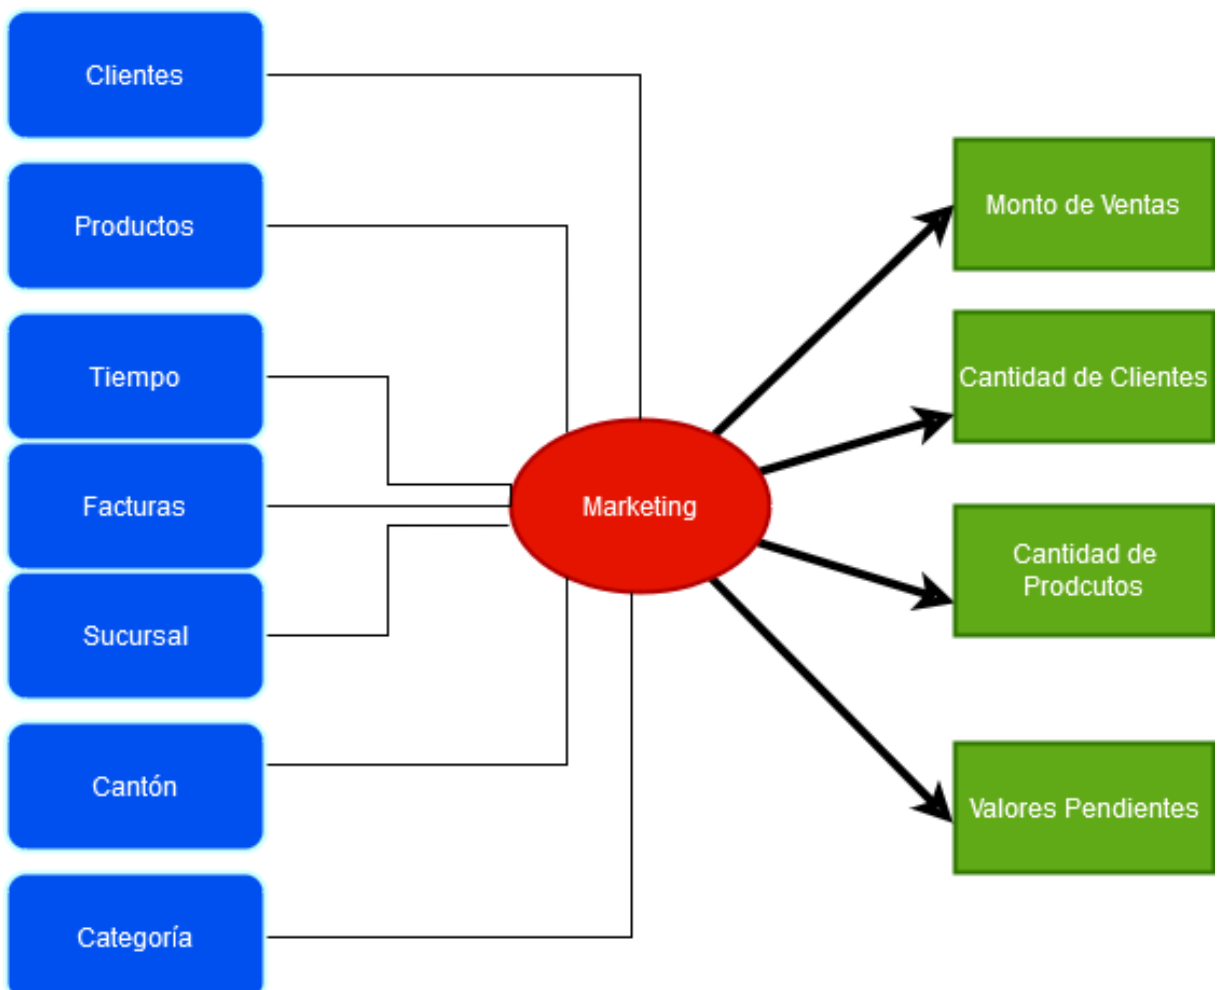 Clientes
Productos
Tiempo
Facturas
Sucursal
Cantón
Categoría
Marketing
Monto de Ventas
Cantidad de Clientes
Cantidad de
Prodcutos
Valores Pendientes